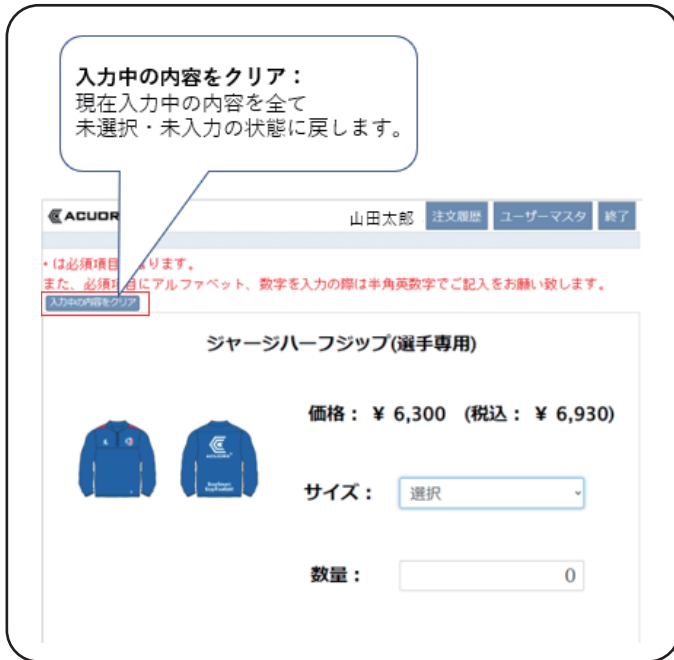 入力中の内容をクリア：
現在入力中の内容を全て
未選択・未入力の状態に戻します。
ACUOR
山田太郎 注文履歴 ユーザーマスタ 終了
は必須項目 ります。
また、必須項目にアルファベット、数字を入力の際は半角英数字でご記入をお願い致します。
入力中の内容をクリア
ジャージハーフジップ(選手専用)
価格： ¥ 6,300 (税込： ¥ 6,930)
サイズ： 選択
数量： 0